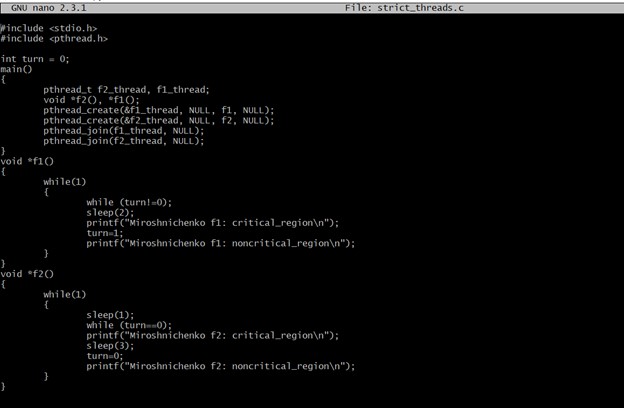 GNU nano 2.3.1 File: strict_threads.c
#include <stdio.h>
#include <pthread.h>
int turn = 0;
main()
{
pthread_t f2_thread, f1_thread;
void *f2(), *f1();
pthread_create(&f1_thread, NULL, f1, NULL);
pthread_create(&f2_thread, NULL, f2, NULL);
pthread_join(f1_thread, NULL);
pthread_join(f2_thread, NULL);
}
void *f1()
{
while(1)
{
while (turn!=0);
sleep(2);
printf("Miroshnichenko f1: critical_region\n");
turn=1;
printf("Miroshnichenko f1: noncritical_region\n");
}
}
void *f2()
{
while(1)
{
sleep(1);
while (turn==0);
printf("Miroshnichenko f2: critical_region\n");
sleep(3);
turn=0;
printf("Miroshnichenko f2: noncritical_region\n");
}
}